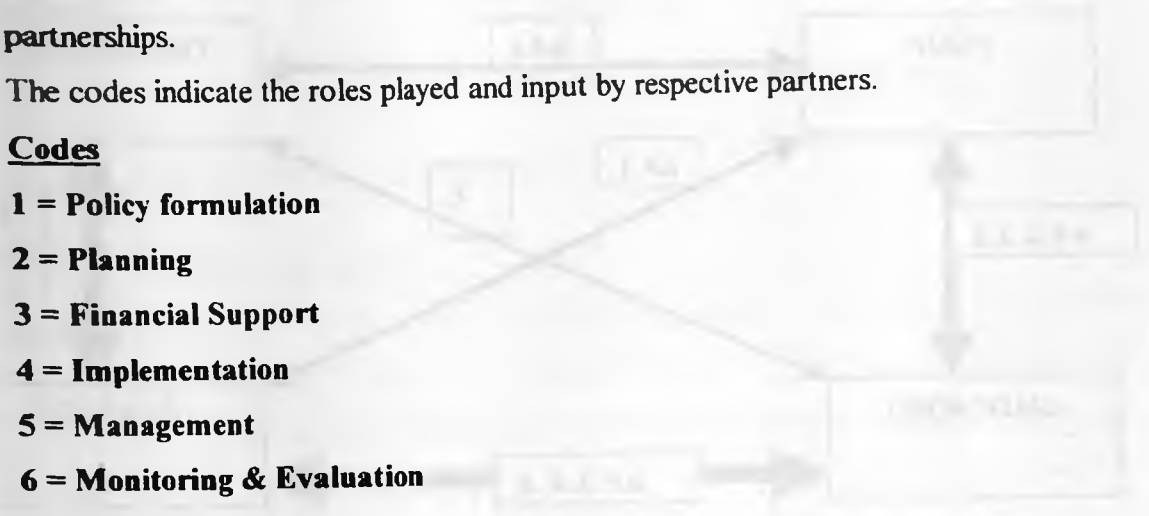 partnerships.
The codes indicate the roles played and input by respective partners.
Codes
1 = Policy formulation
2 = Planning
3 = Financial Support
4 = Implementation
5 = Management
6 = Monitoring & Evaluation